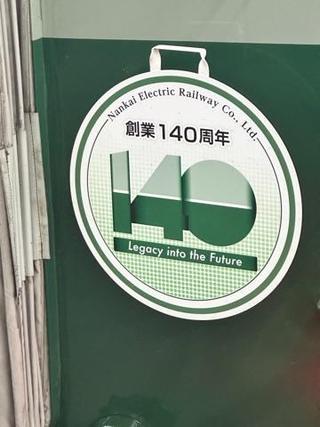 Nankai Electric Railway Co., Ltd.
創業140周年
140
Legacy into the Future